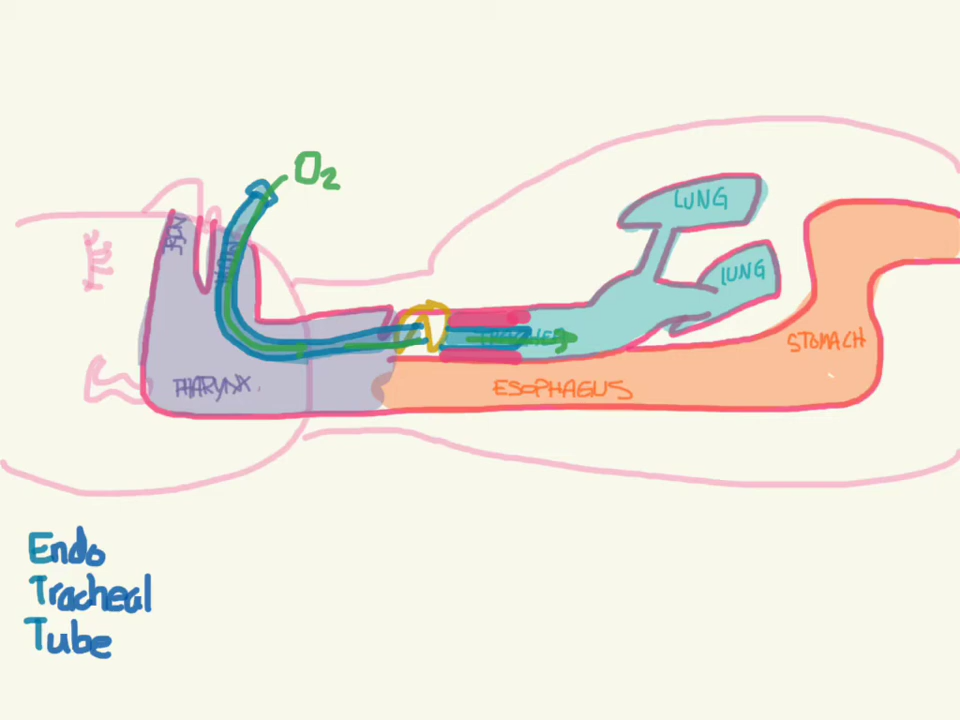 O₂
LUNG
LUNG
STOMACH
PHARYNX
ESOPHAGUS
Endo
Tracheal
Tube